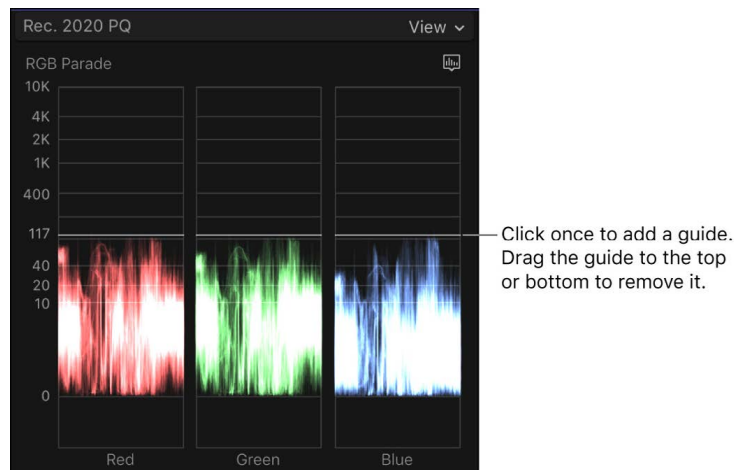 Rec. 2020 PQ View
RGB Parade
10K
4K
2K
1K
400
117
Click once to add a guide.
Drag the guide to the top
or bottom to remove it.
40
20
10
0
Red Green Blue